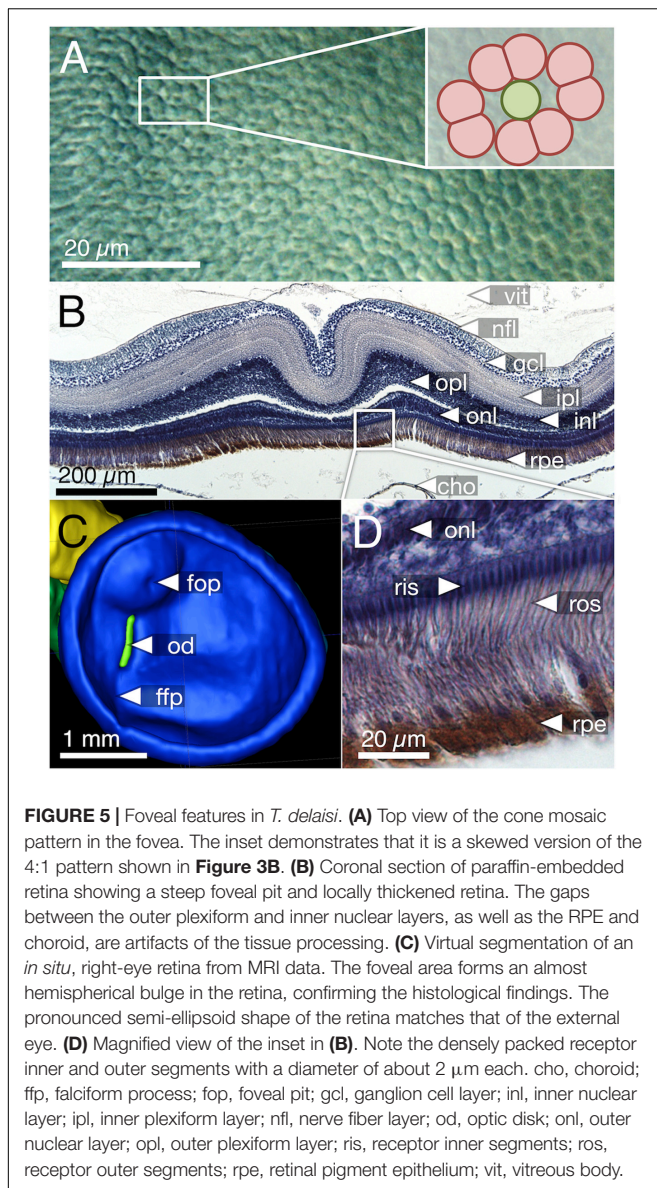 A
20 µm
B
vit
nfl
gcl
opl
ipl
onl
inl
rpe
200 µm
cho
C
fop
od
ffp
1 mm
D
onl
ris
ros
rpe
20 µm
FIGURE 5 | Foveal features in T. delaisi. (A) Top view of the cone mosaic
pattern in the fovea. The inset demonstrates that it is a skewed version of the
4:1 pattern shown in Figure 3B. (B) Coronal section of paraffin-embedded
retina showing a steep foveal pit and locally thickened retina. The gaps
between the outer plexiform and inner nuclear layers, as well as the RPE and
choroid, are artifacts of the tissue processing. (C) Virtual segmentation of an
in situ, right-eye retina from MRI data. The foveal area forms an almost
hemispherical bulge in the retina, confirming the histological findings. The
pronounced semi-ellipsoid shape of the retina matches that of the external
eye. (D) Magnified view of the inset in (B). Note the densely packed receptor
inner and outer segments with a diameter of about 2 µm each. cho, choroid;
ffp, falciform process; fop, foveal pit; gcl, ganglion cell layer; inl, inner nuclear
layer; ipl, inner plexiform layer; nfl, nerve fiber layer; od, optic disk; onl, outer
nuclear layer; opl, outer plexiform layer; ris, receptor inner segments; ros,
receptor outer segments; rpe, retinal pigment epithelium; vit, vitreous body.